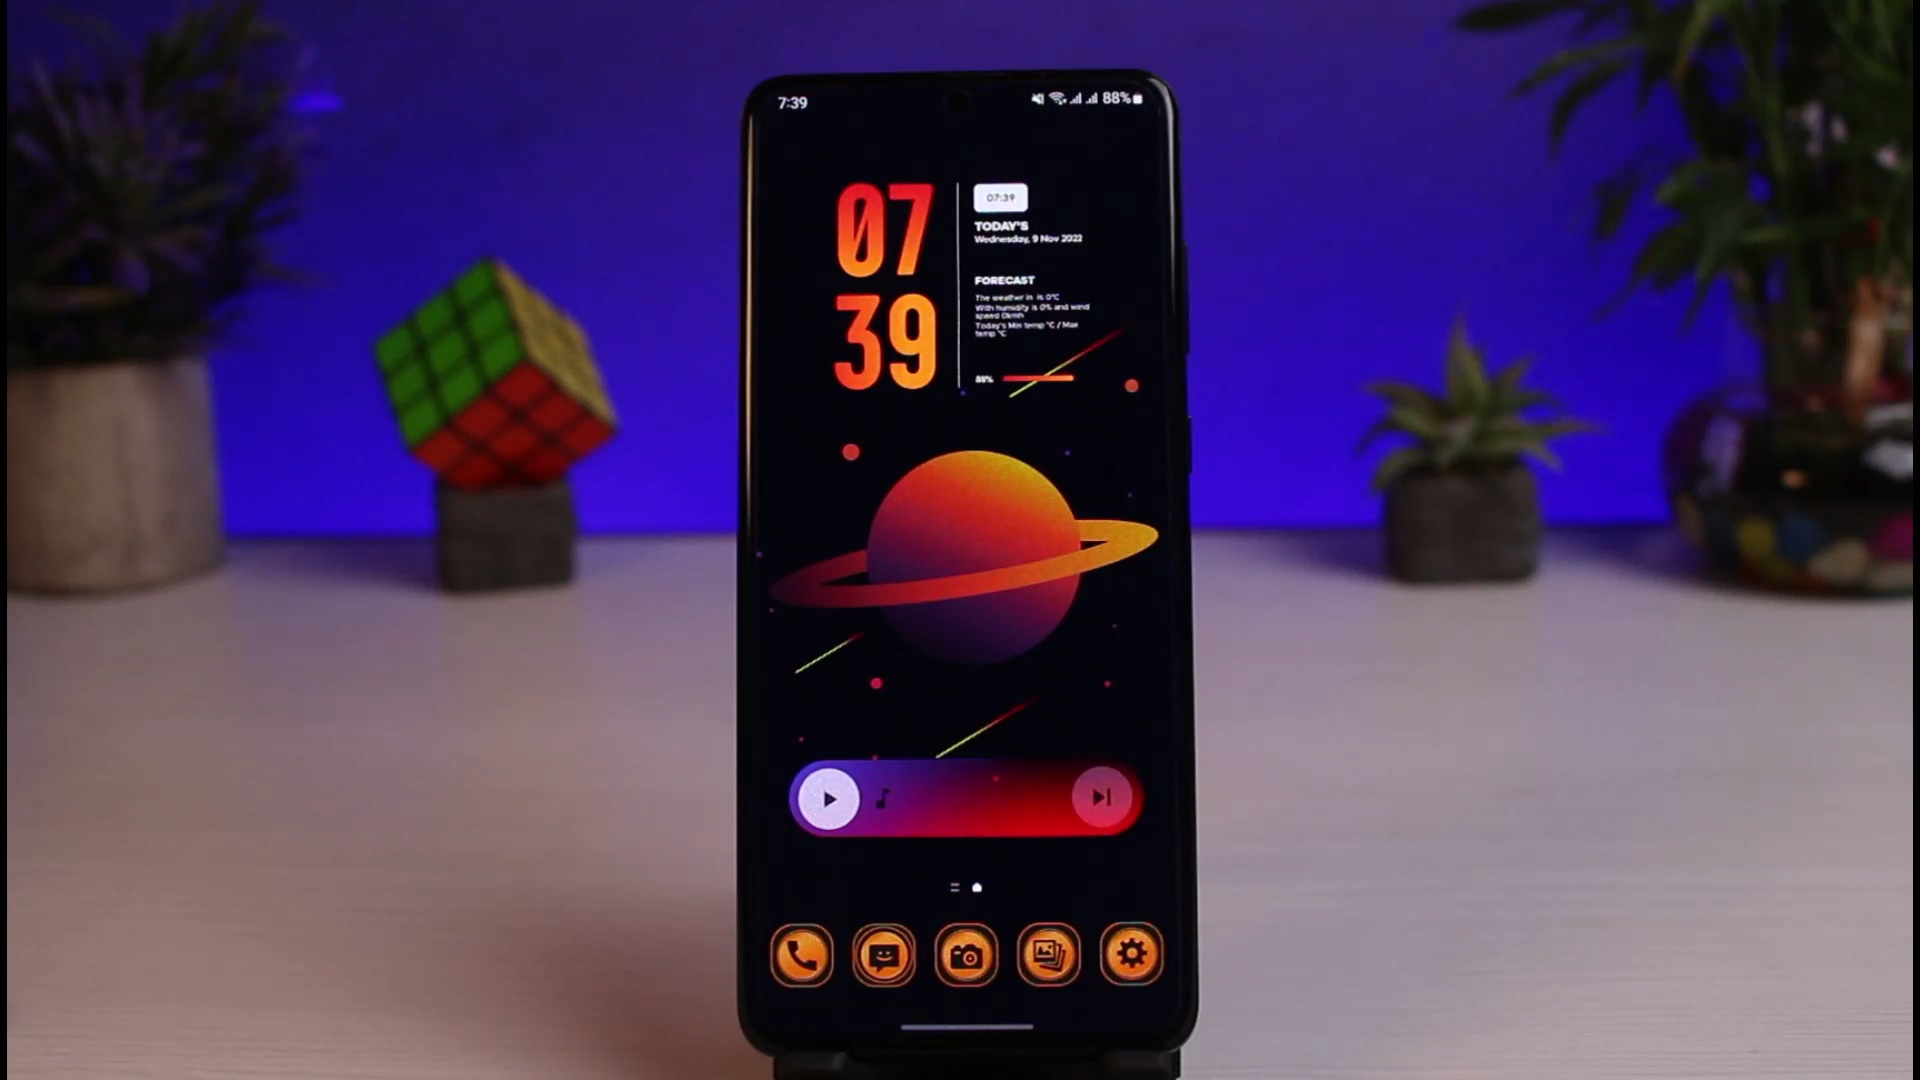 7:39
88%
07
39
07:39
TODAY'S
Wednesday, 9 Nov 2022
FORECAST
The weather in is 0°C
With humidity is 0% and wind
speed 0kmh
Today's Min temp °C / Max
temp °C
88%